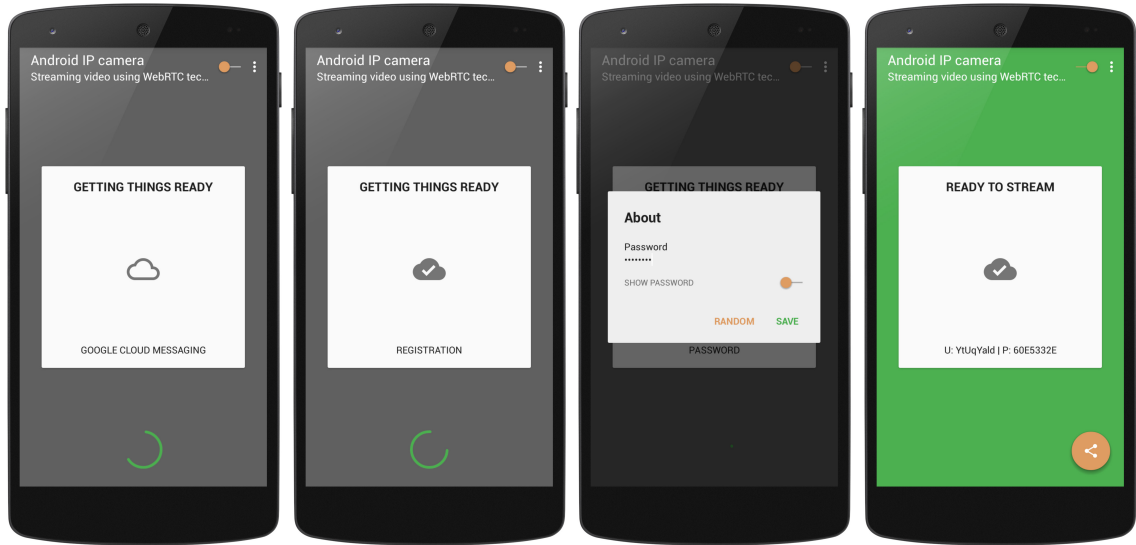 Android IP camera
Streaming video using WebRTC tec...
GETTING THINGS READY
GOOGLE CLOUD MESSAGING
Android IP camera
Streaming video using WebRTC tec...
GETTING THINGS READY
REGISTRATION
Android IP camera
Streaming video using WebRTC tec...
GETTING THINGS READY
About
Password
••••••••
SHOW PASSWORD
RANDOM SAVE
PASSWORD
Android IP camera
Streaming video using WebRTC tec...
READY TO STREAM
U: YtUqYald | P: 60E5332E